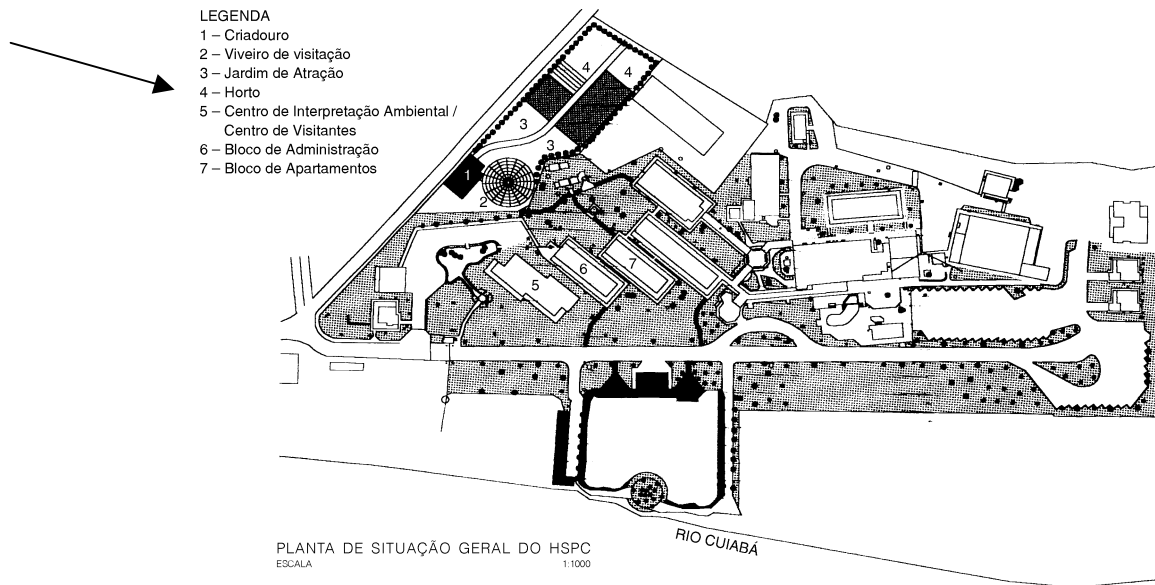 LEGENDA
1 – Criadouro
2 – Viveiro de visitação
3 – Jardim de Atração
4 – Horto
5 – Centro de Interpretação Ambiental /
Centro de Visitantes
6 – Bloco de Administração
7 – Bloco de Apartamentos
4
4
3
3
1
2
5
6
7
RIO CUIABÁ
PLANTA DE SITUAÇÃO GERAL DO HSPC
ESCALA 1:1000